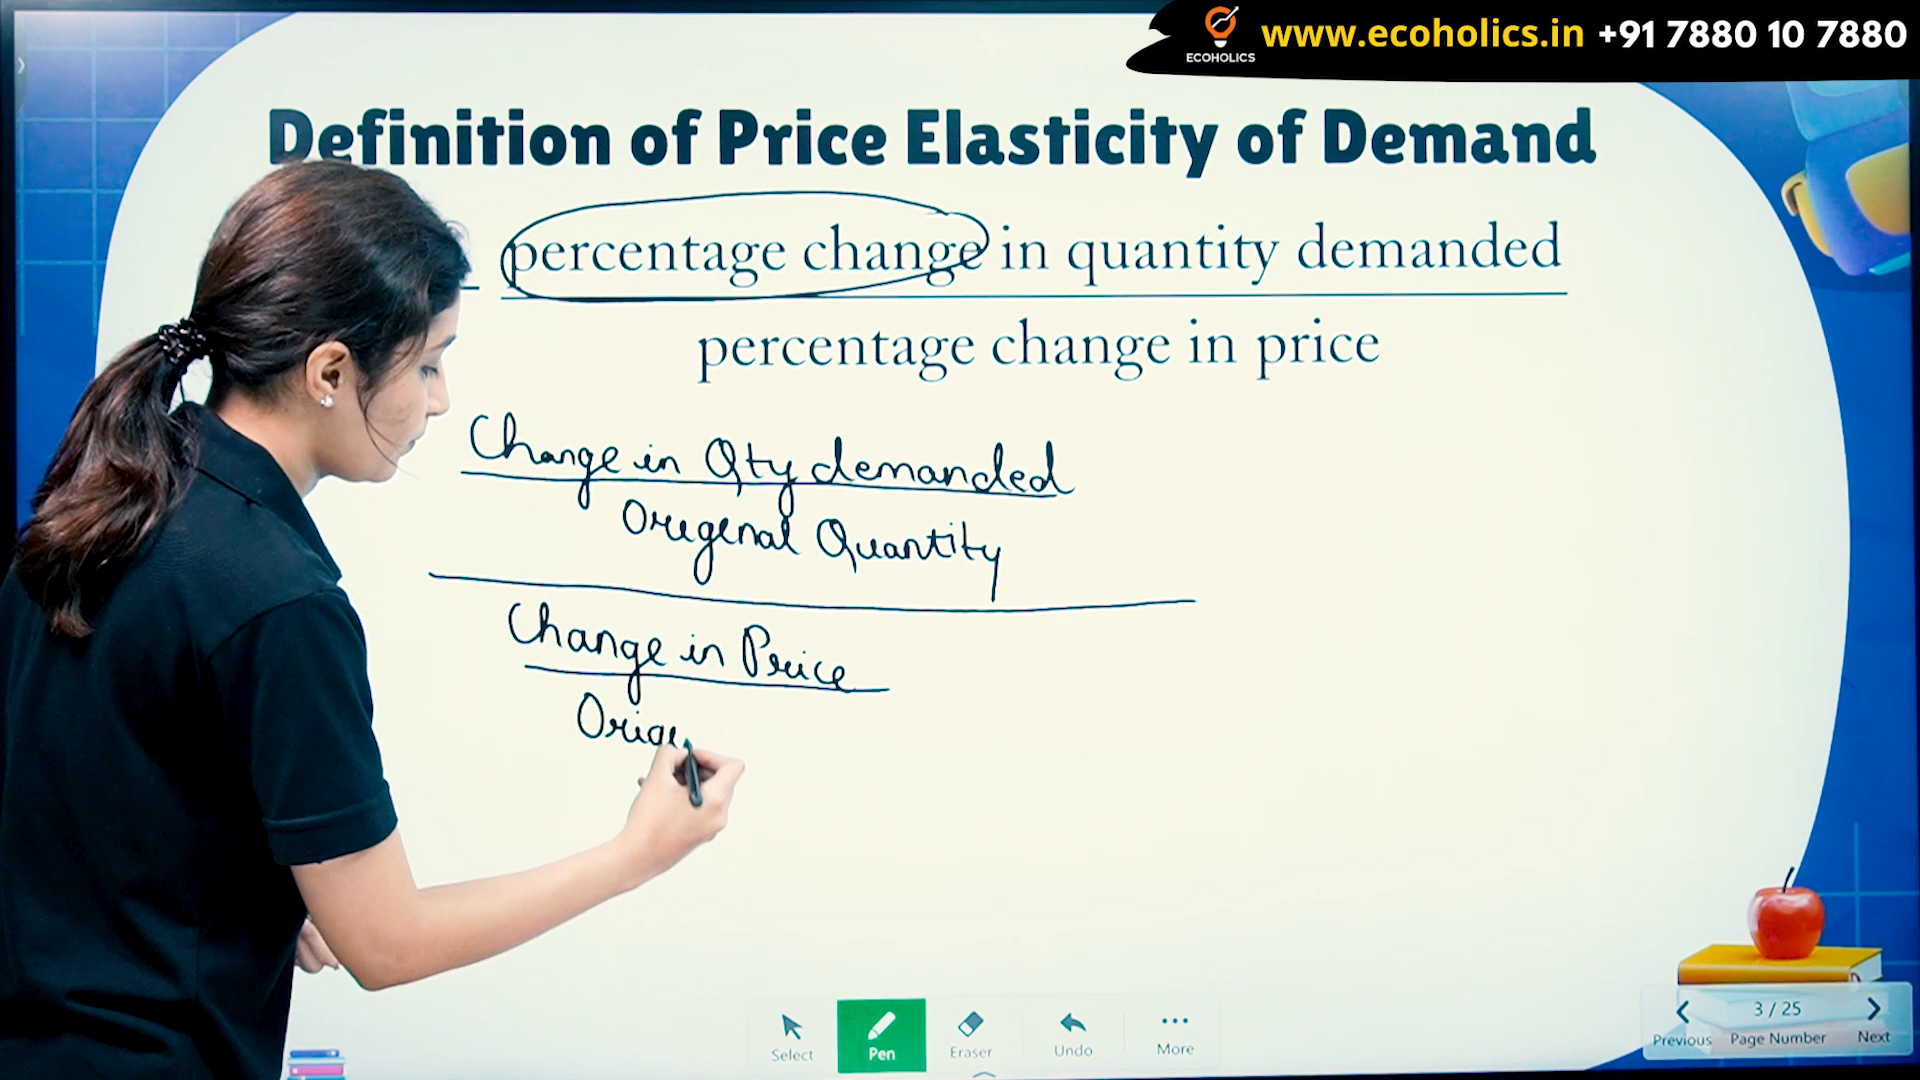 www.ecoholics.in +91 7880 10 7880
ECOHOLICS
Definition of Price Elasticity of Demand
percentage change in quantity demanded
percentage change in price
Change in Qty demanded
Oregenal Quantity
Change in Price
3 / 25
Select Pen Eraser Undo More
Previous Page Number Next